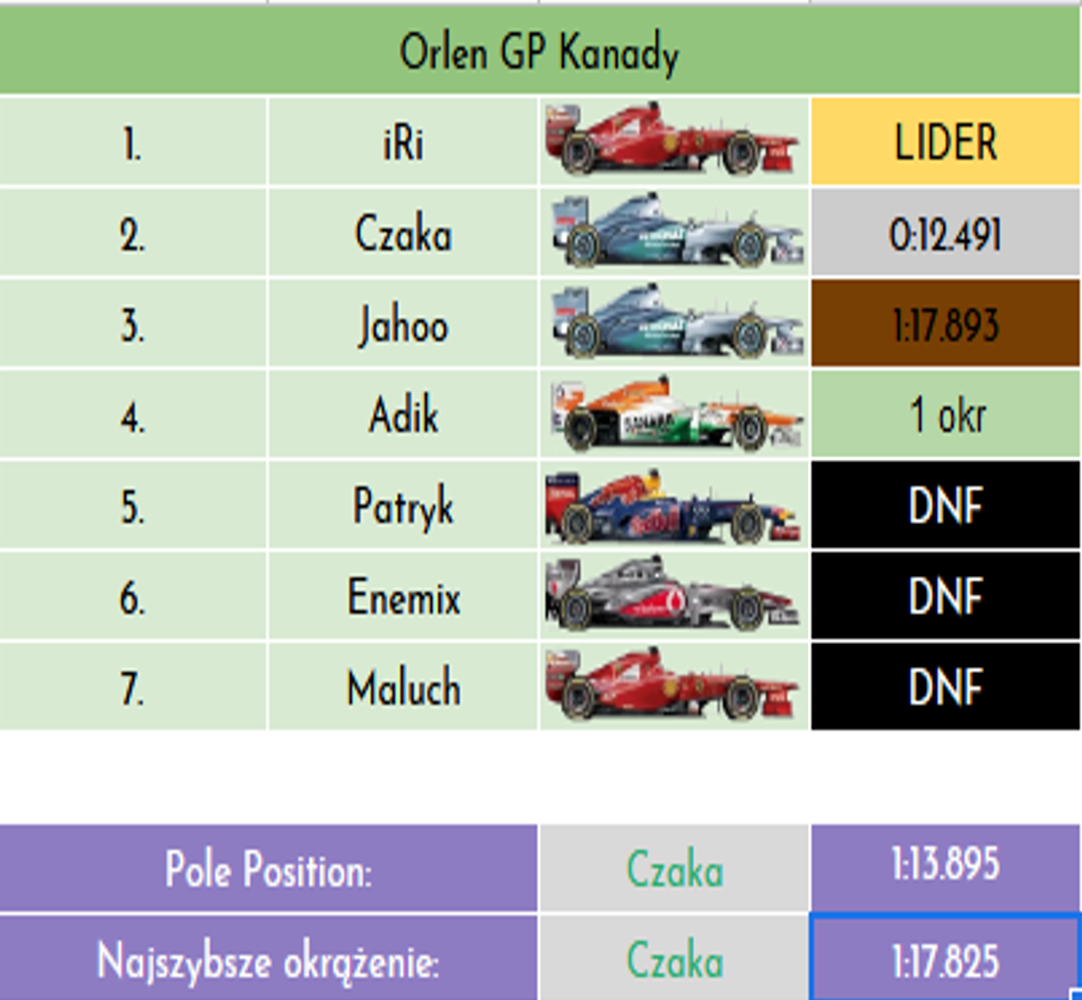 Orlen GP Kanady
1. iRi LIDER
2. Czaka 0:12.491
3. Jahoo 1:17.893
4. Adik 1 okr
5. Patryk DNF
6. Enemix DNF
7. Maluch DNF
Pole Position: Czaka 1:13.895
Najszybsze okrążenie: Czaka 1:17.825